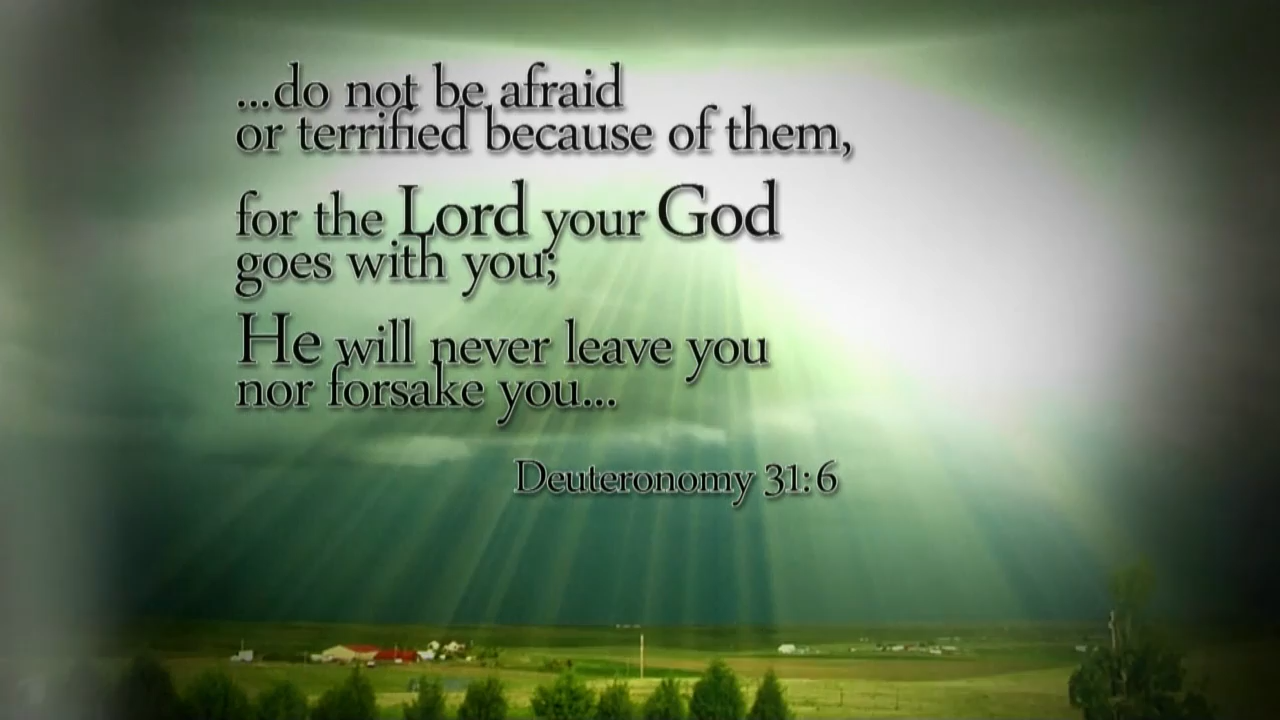 ...do not be afraid
or terrified because of them,
for the Lord your God
goes with you;
He will never leave you
nor forsake you...
Deuteronomy 31:6